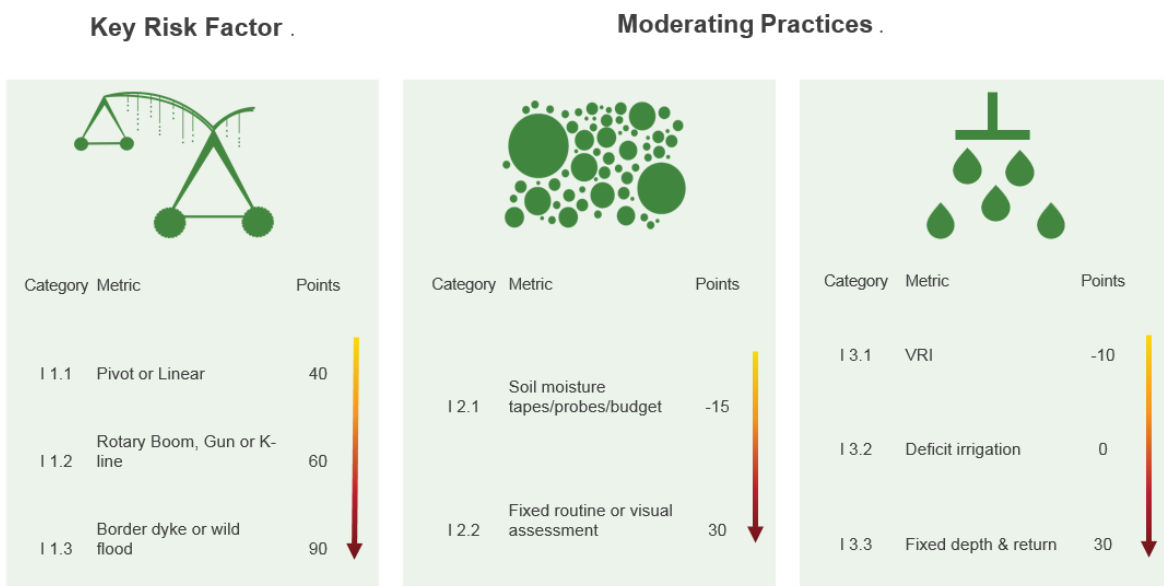 Key Risk Factor .
Moderating Practices .
Category Metric Points
I 1.1 Pivot or Linear 40
Rotary Boom, Gun or K-
I 1.2 line 60
Border dyke or wild
I 1.3 flood 90
Category Metric Points
Soil moisture
I 2.1 tapes/probes/budget -15
Fixed routine or visual
I 2.2 assessment 30
Category Metric Points
I 3.1 VRI -10
I 3.2 Deficit irrigation 0
I 3.3 Fixed depth & return 30